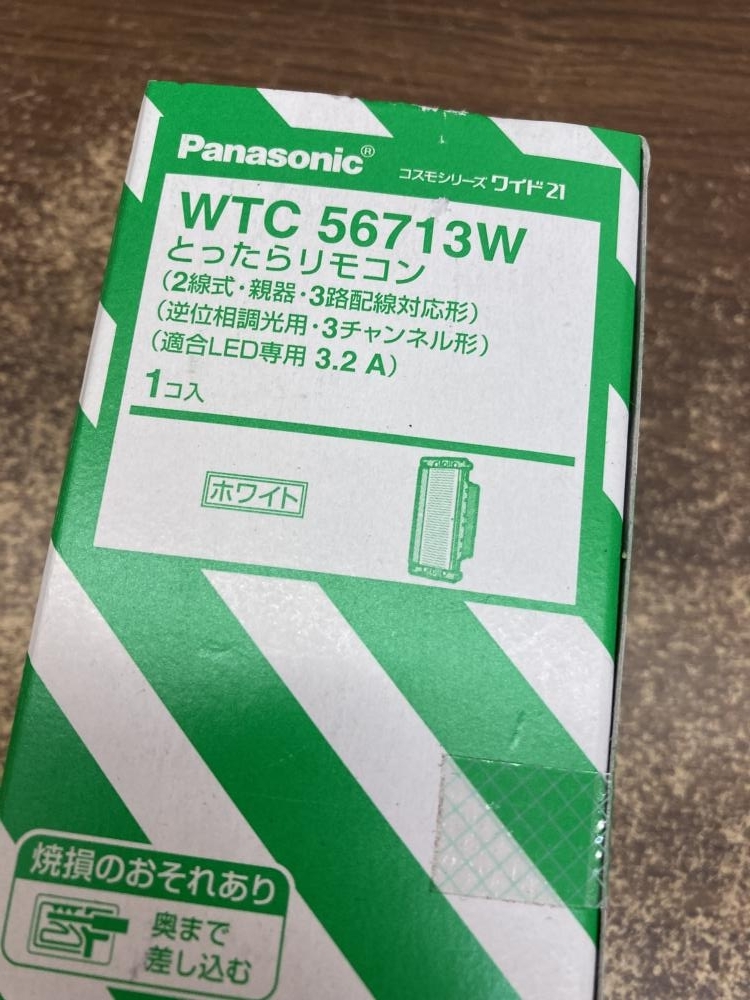 Panasonic®
コスモシリーズ ワイド21
WTC 56713W
とったらリモコン
(2線式・親器・3路配線対応形)
(逆位相調光用・3チャンネル形)
(適合LED専用 3.2 A)
1コ入
ホワイト
焼損のおそれあり
奥まで
差し込む